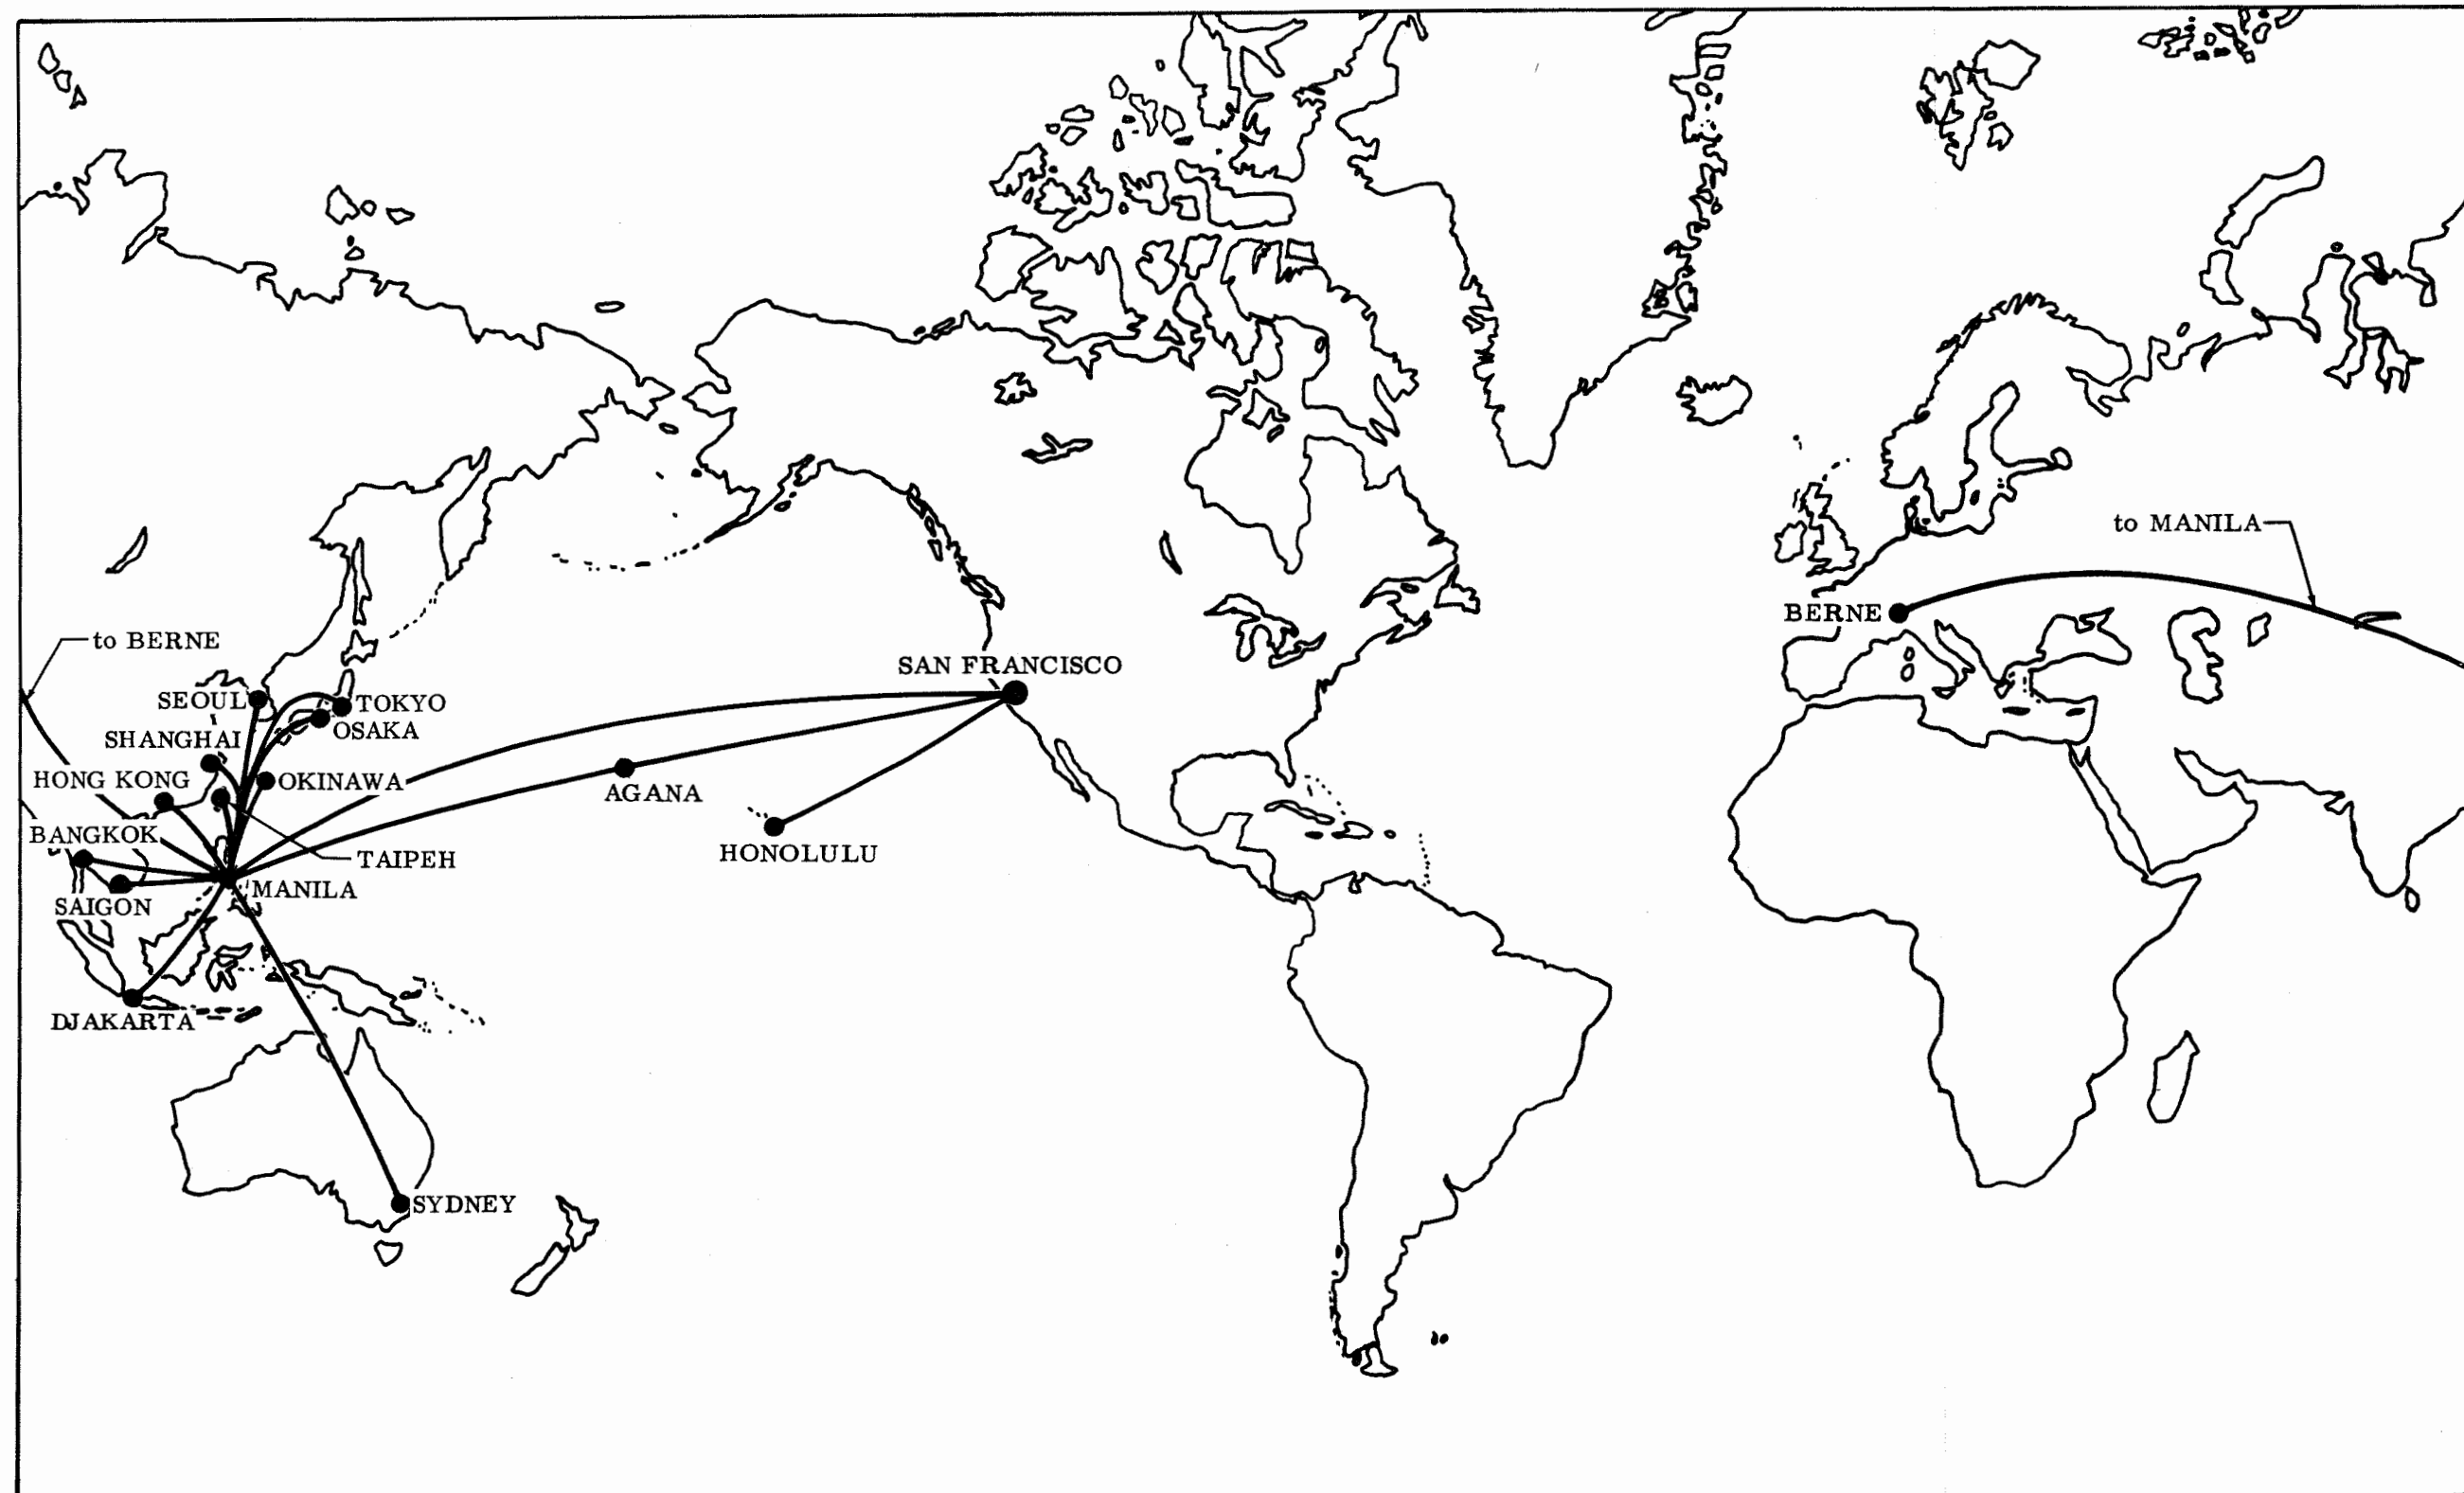 to MANILA
BERNE
to BERNE
SAN FRANCISCO
SEOUL
TOKYO
OSAKA
SHANGHAI
HONG KONG
OKINAWA
AGANA
BANGKOK
HONOLULU
TAIPEH
MANILA
SAIGON
DJAKARTA
SYDNEY